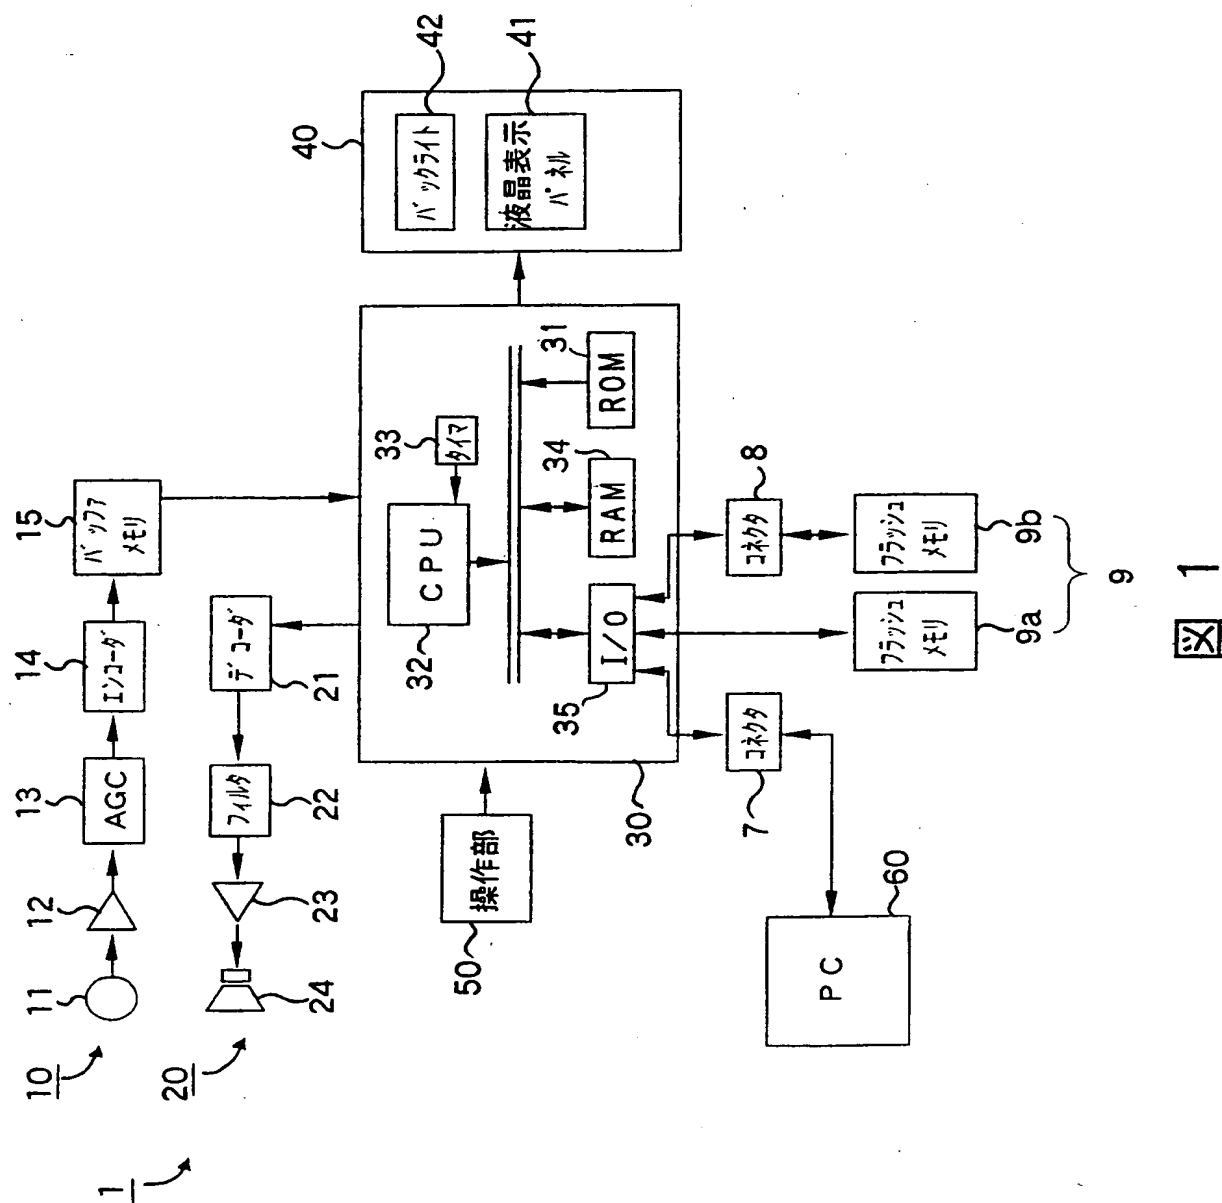 1
10
11
12
13
AGC
14
エンコーダ
15
バッファ
メモリ
20
24
23
22
フィルタ
21
デコーダ
50
操作部
30
32
CPU
33
タイマ
35
I/O
34
RAM
31
ROM
40
42
バックライト
41
液晶表示
パネル
7
コネクタ
8
コネクタ
60
PC
フラッシュ
メモリ
9a
フラッシュ
メモリ
9b
9
図 1